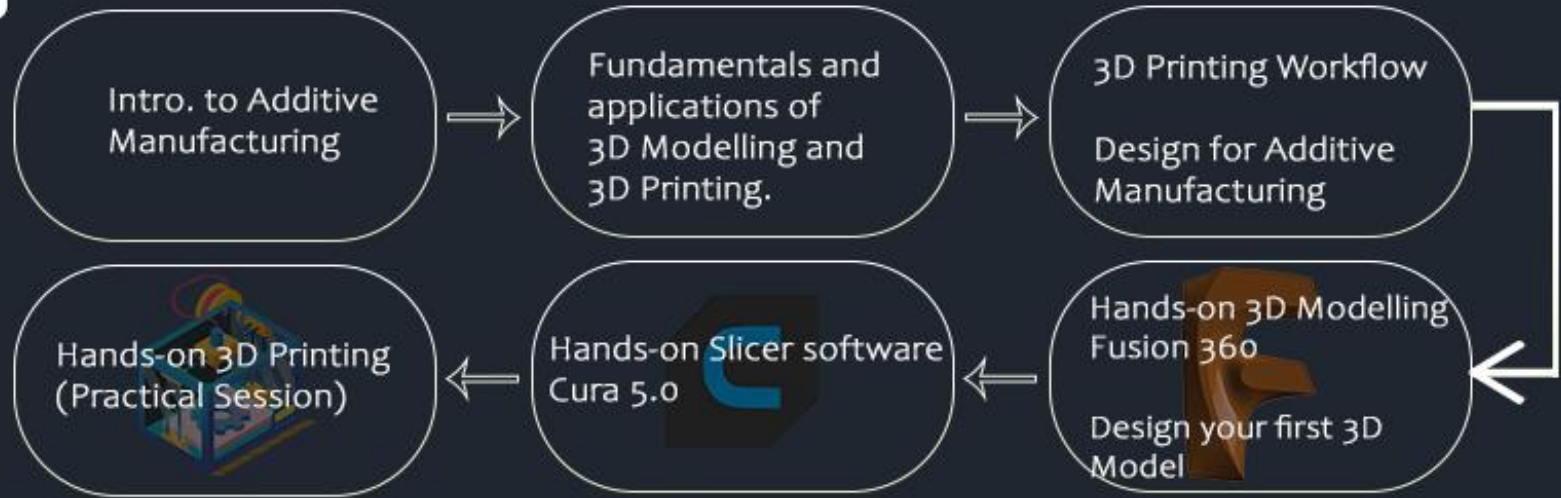 Intro. to Additive
Manufacturing
Fundamentals and
applications of
3D Modelling and
3D Printing.
3D Printing Workflow
Design for Additive
Manufacturing
Hands-on 3D Modelling
Fusion 360
Design your first 3D
Model
Hands-on Slicer software
Cura 5.0
Hands-on 3D Printing
(Practical Session)